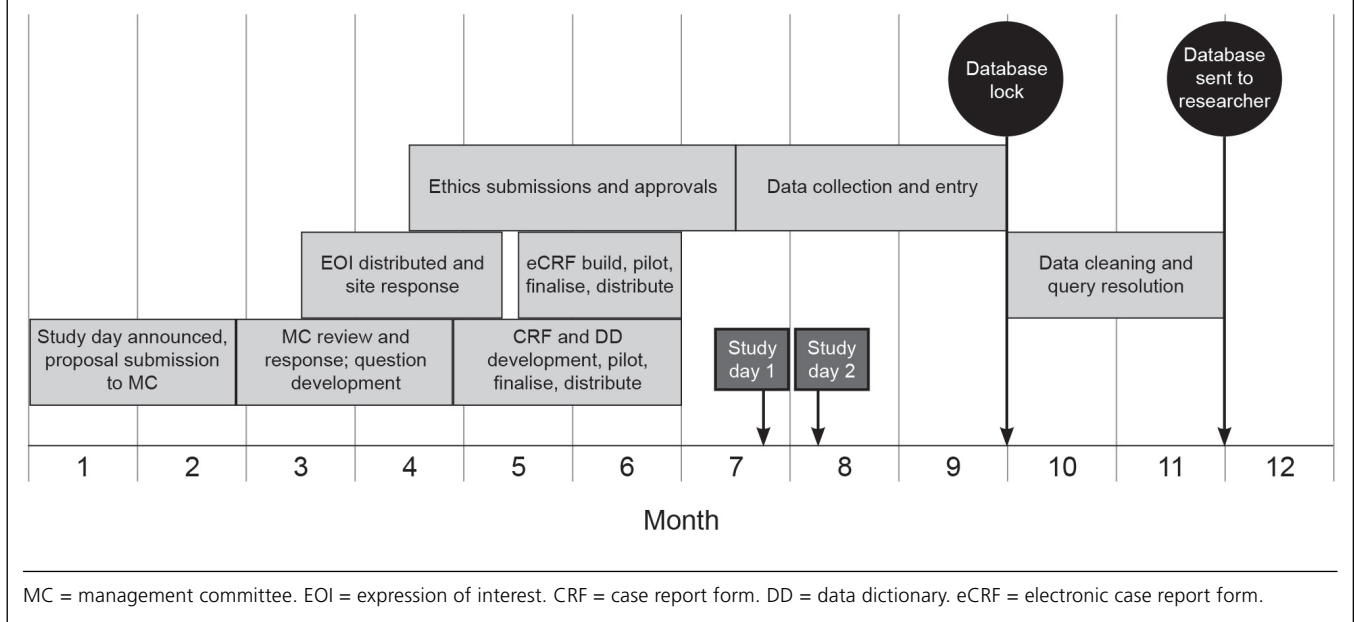 Database
lock
Database
sent to
researcher
Ethics submissions and approvals
Data collection and entry
EOI distributed and
site response
eCRF build, pilot,
finalise, distribute
Data cleaning and
query resolution
Study day announced,
proposal submission
to MC
MC review and
response; question
development
CRF and DD
development, pilot,
finalise, distribute
Study
day 1
Study
day 2
1 2 3 4 5 6 7 8 9 10 11 12
Month
MC = management committee. EOI = expression of interest. CRF = case report form. DD = data dictionary. eCRF = electronic case report form.